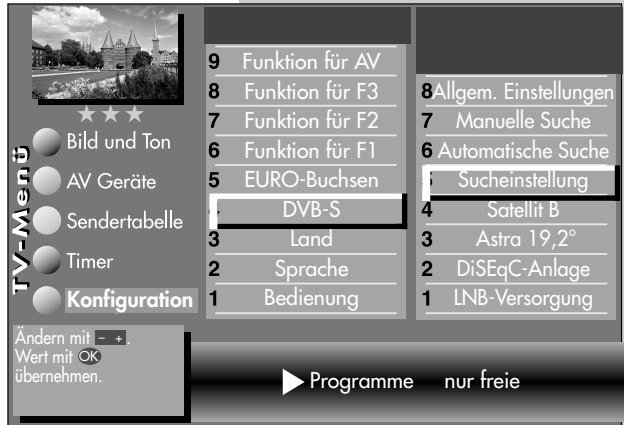 TV-Menü
Bild und Ton
AV Geräte
Sendertabelle
Timer
Konfiguration
Ändern mit - + .
Wert mit OK
übernehmen.
9 Funktion für AV
8 Funktion für F3
7 Funktion für F2
6 Funktion für F1
5 EURO-Buchsen
DVB-S
3 Land
2 Sprache
1 Bedienung
8 Allgem. Einstellungen
7 Manuelle Suche
6 Automatische Suche
Sucheinstellung
4 Satellit B
3 Astra 19,2°
2 DiSEqC-Anlage
1 LNB-Versorgung
Programme nur freie